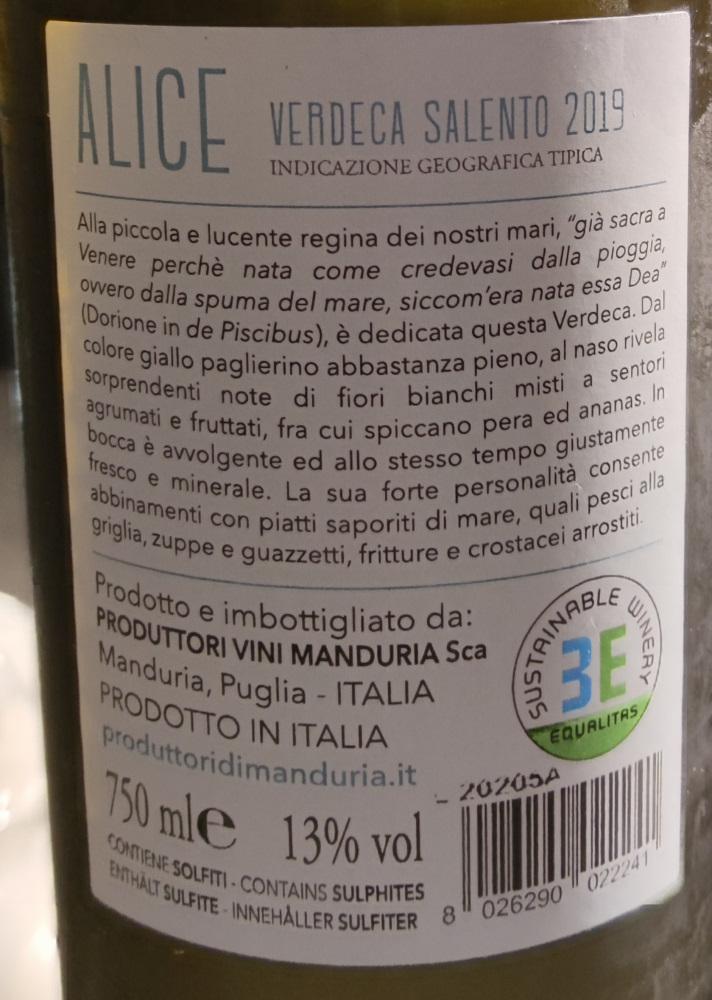 ALICE
VERDECA SALENTO 2019
INDICAZIONE GEOGRAFICA TIPICA
Alla piccola e lucente regina dei nostri mari, “già sacra a
Venere perchè nata come credevasi dalla pioggia,
ovvero dalla spuma del mare, siccom’era nata essa Dea”
(Dorione in de Piscibus), è dedicata questa Verdeca. Dal
colore giallo paglierino abbastanza pieno, al naso rivela
sorprendenti note di fiori bianchi misti a sentori
agrumati e fruttati, fra cui spiccano pera ed ananas. In
bocca è avvolgente ed allo stesso tempo giustamente
fresco e minerale. La sua forte personalità consente
abbinamenti con piatti saporiti di mare, quali pesci alla
griglia, zuppe e guazzetti, fritture e crostacei arrostiti.
Prodotto e imbottigliato da:
PRODUTTORI VINI MANDURIA Sca
Manduria, Puglia - ITALIA
PRODOTTO IN ITALIA
produttoridimanduria.it
SUSTAINABLE WINERY
3E
EQUALITAS
750 ml e 13% vol
CONTIENE SOLFITI - CONTAINS SULPHITES
ENTHÄLT SULFITE - INNEHÅLLER SULFITER
- 20205A
8 026290 022241